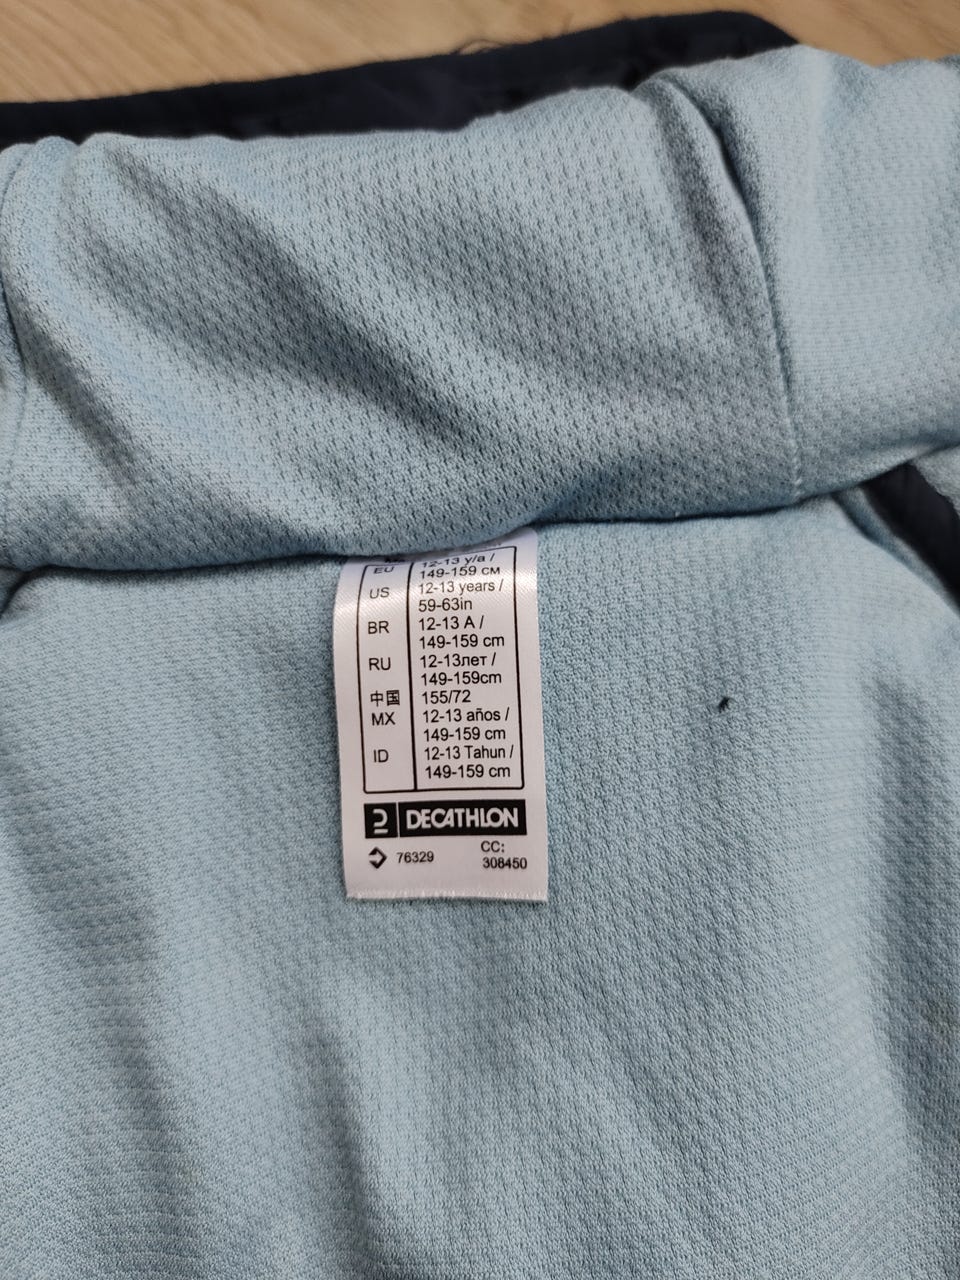 EU 12-13 y/a /
149-159 см
US 12-13 years /
59-63in
BR 12-13 A /
149-159 cm
RU 12-13лет /
149-159cm
中国 155/72
MX 12-13 años /
149-159 cm
ID 12-13 Tahun /
149-159 cm
DECATHLON
76329 CC:
308450